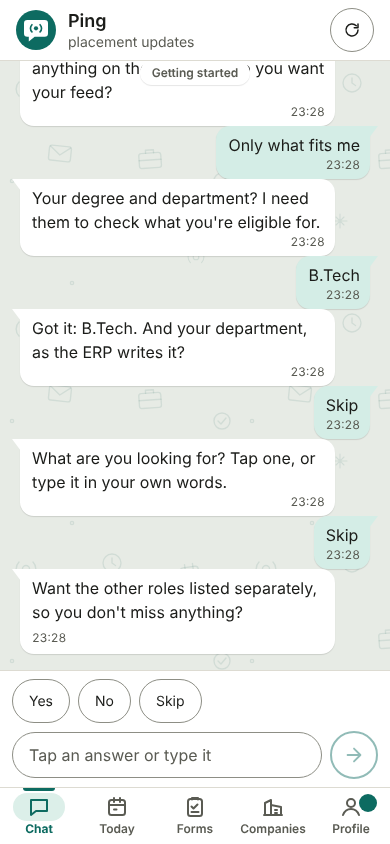 Ping
placement updates
anything on th
you want
Getting started
your feed?
23:28
Only what fits me
23:28
Your degree and department? I need
them to check what you're eligible for.
23:28
B.Tech
23:28
Got it: B.Tech. And your department,
as the ERP writes it?
23:28
Skip
23:28
What are you looking for? Tap one, or
type it in your own words.
23:28
Skip
23:28
Want the other roles listed separately,
so you don't miss anything?
23:28
Yes
No
Skip
Tap an answer or type it
Chat
Today
Forms
Companies
Profile